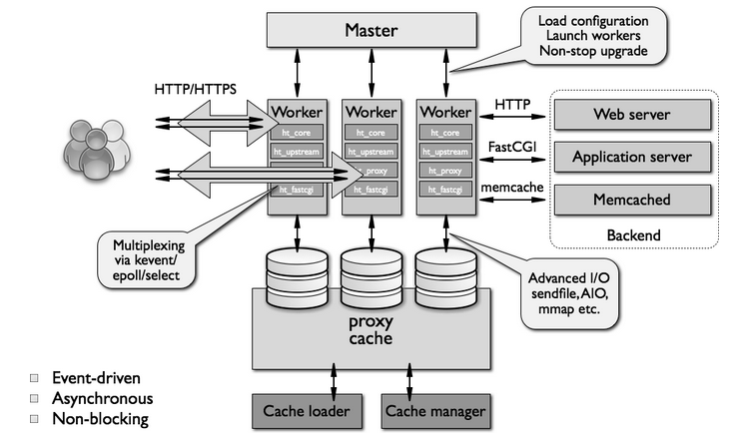 Master
Load configuration
Launch workers
Non-stop upgrade
HTTP/HTTPS
Worker
ht_core
ht_upstream
ht_fastcgi
Worker
ht_core
ht_upstream
ht_proxy
ht_fastcgi
Worker
ht_core
ht_upstream
ht_proxy
ht_fastcgi
HTTP
FastCGI
memcache
Web server
Application server
Memcached
Backend
Multiplexing
via kevent/
epoll/select
Advanced I/O
sendfile, AIO,
mmap etc.
proxy
cache
Event-driven
Asynchronous
Non-blocking
Cache loader
Cache manager